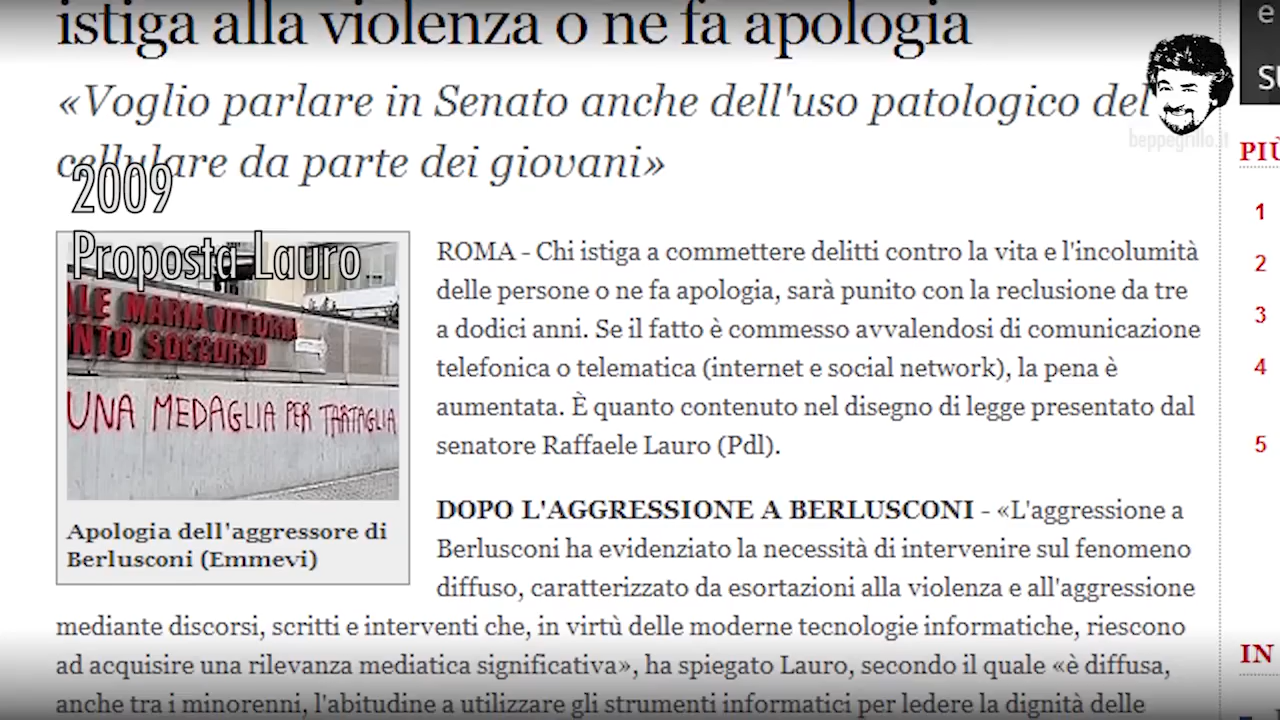 istiga alla violenza o ne fa apologia
«Voglio parlare in Senato anche dell'uso patologico del
cellulare da parte dei giovani»
beppegrillo.it
2009
Proposta Lauro
ALE MARIA VITTORIA
NTO SOCCORSO
UNA MEDAGLIA PER TARTAGLIA
Apologia dell'aggressore di
Berlusconi (Emmevi)
ROMA - Chi istiga a commettere delitti contro la vita e l'incolumità
delle persone o ne fa apologia, sarà punito con la reclusione da tre
a dodici anni. Se il fatto è commesso avvalendosi di comunicazione
telefonica o telematica (internet e social network), la pena è
aumentata. È quanto contenuto nel disegno di legge presentato dal
senatore Raffaele Lauro (Pdl).
DOPO L'AGGRESSIONE A BERLUSCONI - «L'aggressione a
Berlusconi ha evidenziato la necessità di intervenire sul fenomeno
diffuso, caratterizzato da esortazioni alla violenza e all'aggressione
mediante discorsi, scritti e interventi che, in virtù delle moderne tecnologie informatiche, riescono
ad acquisire una rilevanza mediatica significativa», ha spiegato Lauro, secondo il quale «è diffusa,
anche tra i minorenni, l'abitudine a utilizzare gli strumenti informatici per ledere la dignità delle
e
su
PIÙ
1
2
3
4
5
IN